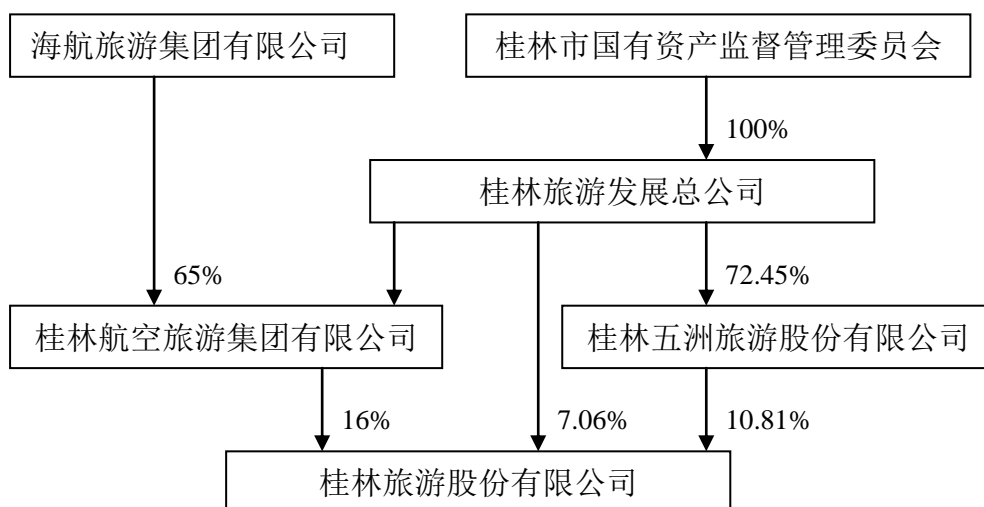 海航旅游集团有限公司
桂林市国有资产监督管理委员会
100%
桂林旅游发展总公司
65%
72.45%
桂林航空旅游集团有限公司
桂林五洲旅游股份有限公司
16%
7.06%
10.81%
桂林旅游股份有限公司